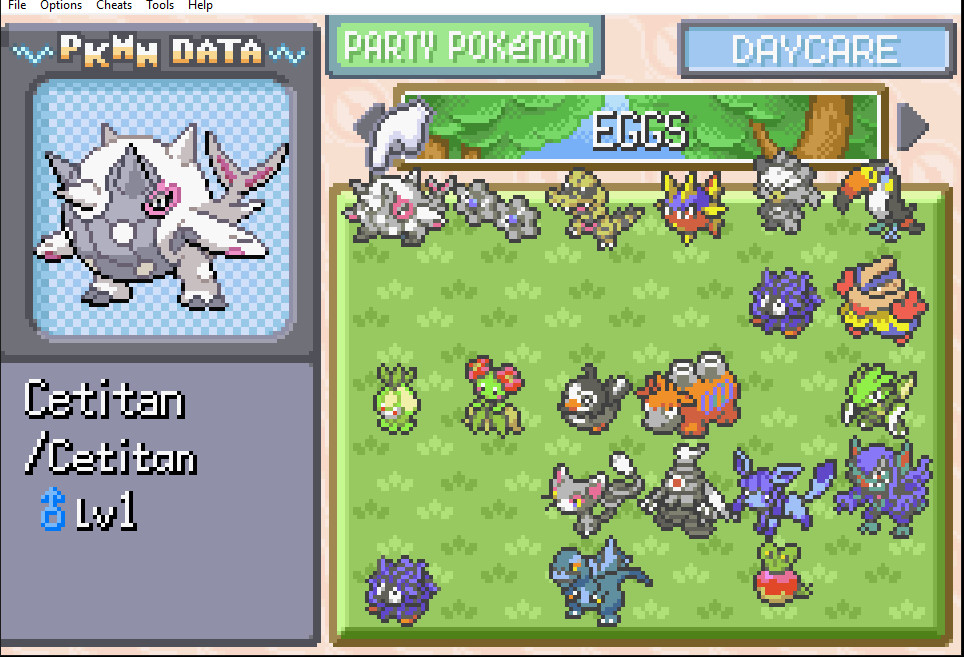 File Options Cheats Tools Help
PKMN DATA
PARTY POKéMON
DAYCARE
EGGS
Cetitan
/Cetitan
♂ Lv1